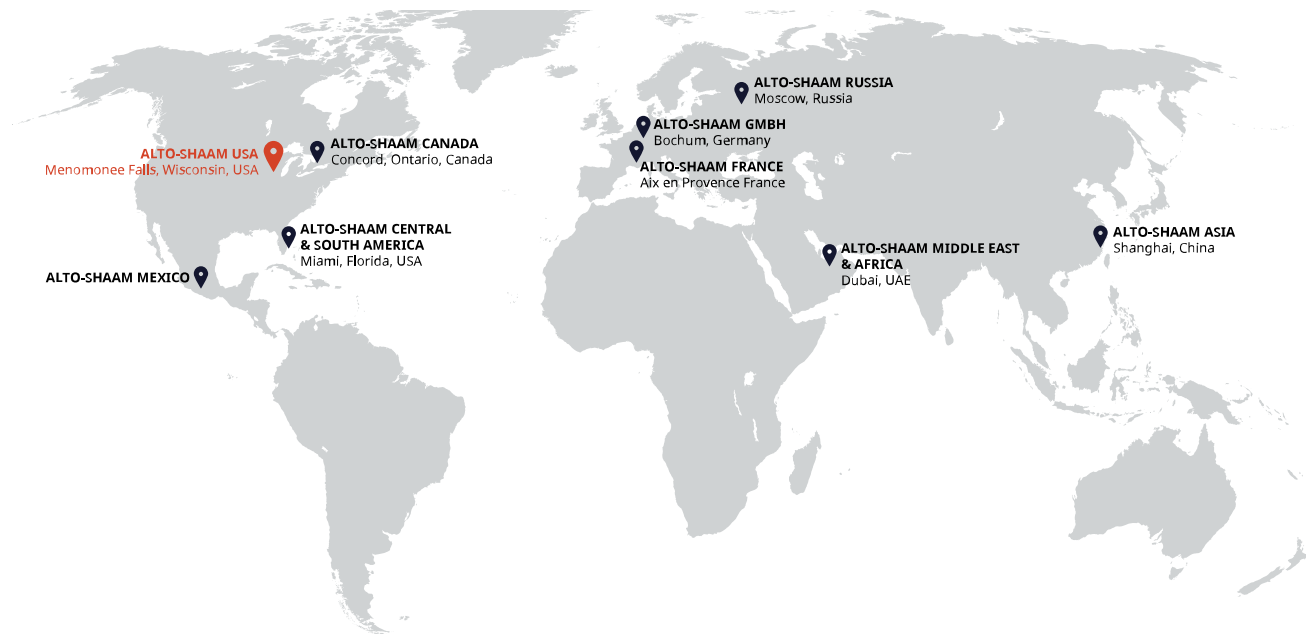 ALTO-SHAAM RUSSIA
Moscow, Russia
ALTO-SHAAM GMBH
Bochum, Germany
ALTO-SHAAM CANADA
Concord, Ontario, Canada
ALTO-SHAAM USA
Menomonee Falls, Wisconsin, USA
ALTO-SHAAM FRANCE
Aix en Provence France
ALTO-SHAAM CENTRAL
& SOUTH AMERICA
Miami, Florida, USA
ALTO-SHAAM ASIA
Shanghai, China
ALTO-SHAAM MIDDLE EAST
& AFRICA
Dubai, UAE
ALTO-SHAAM MEXICO